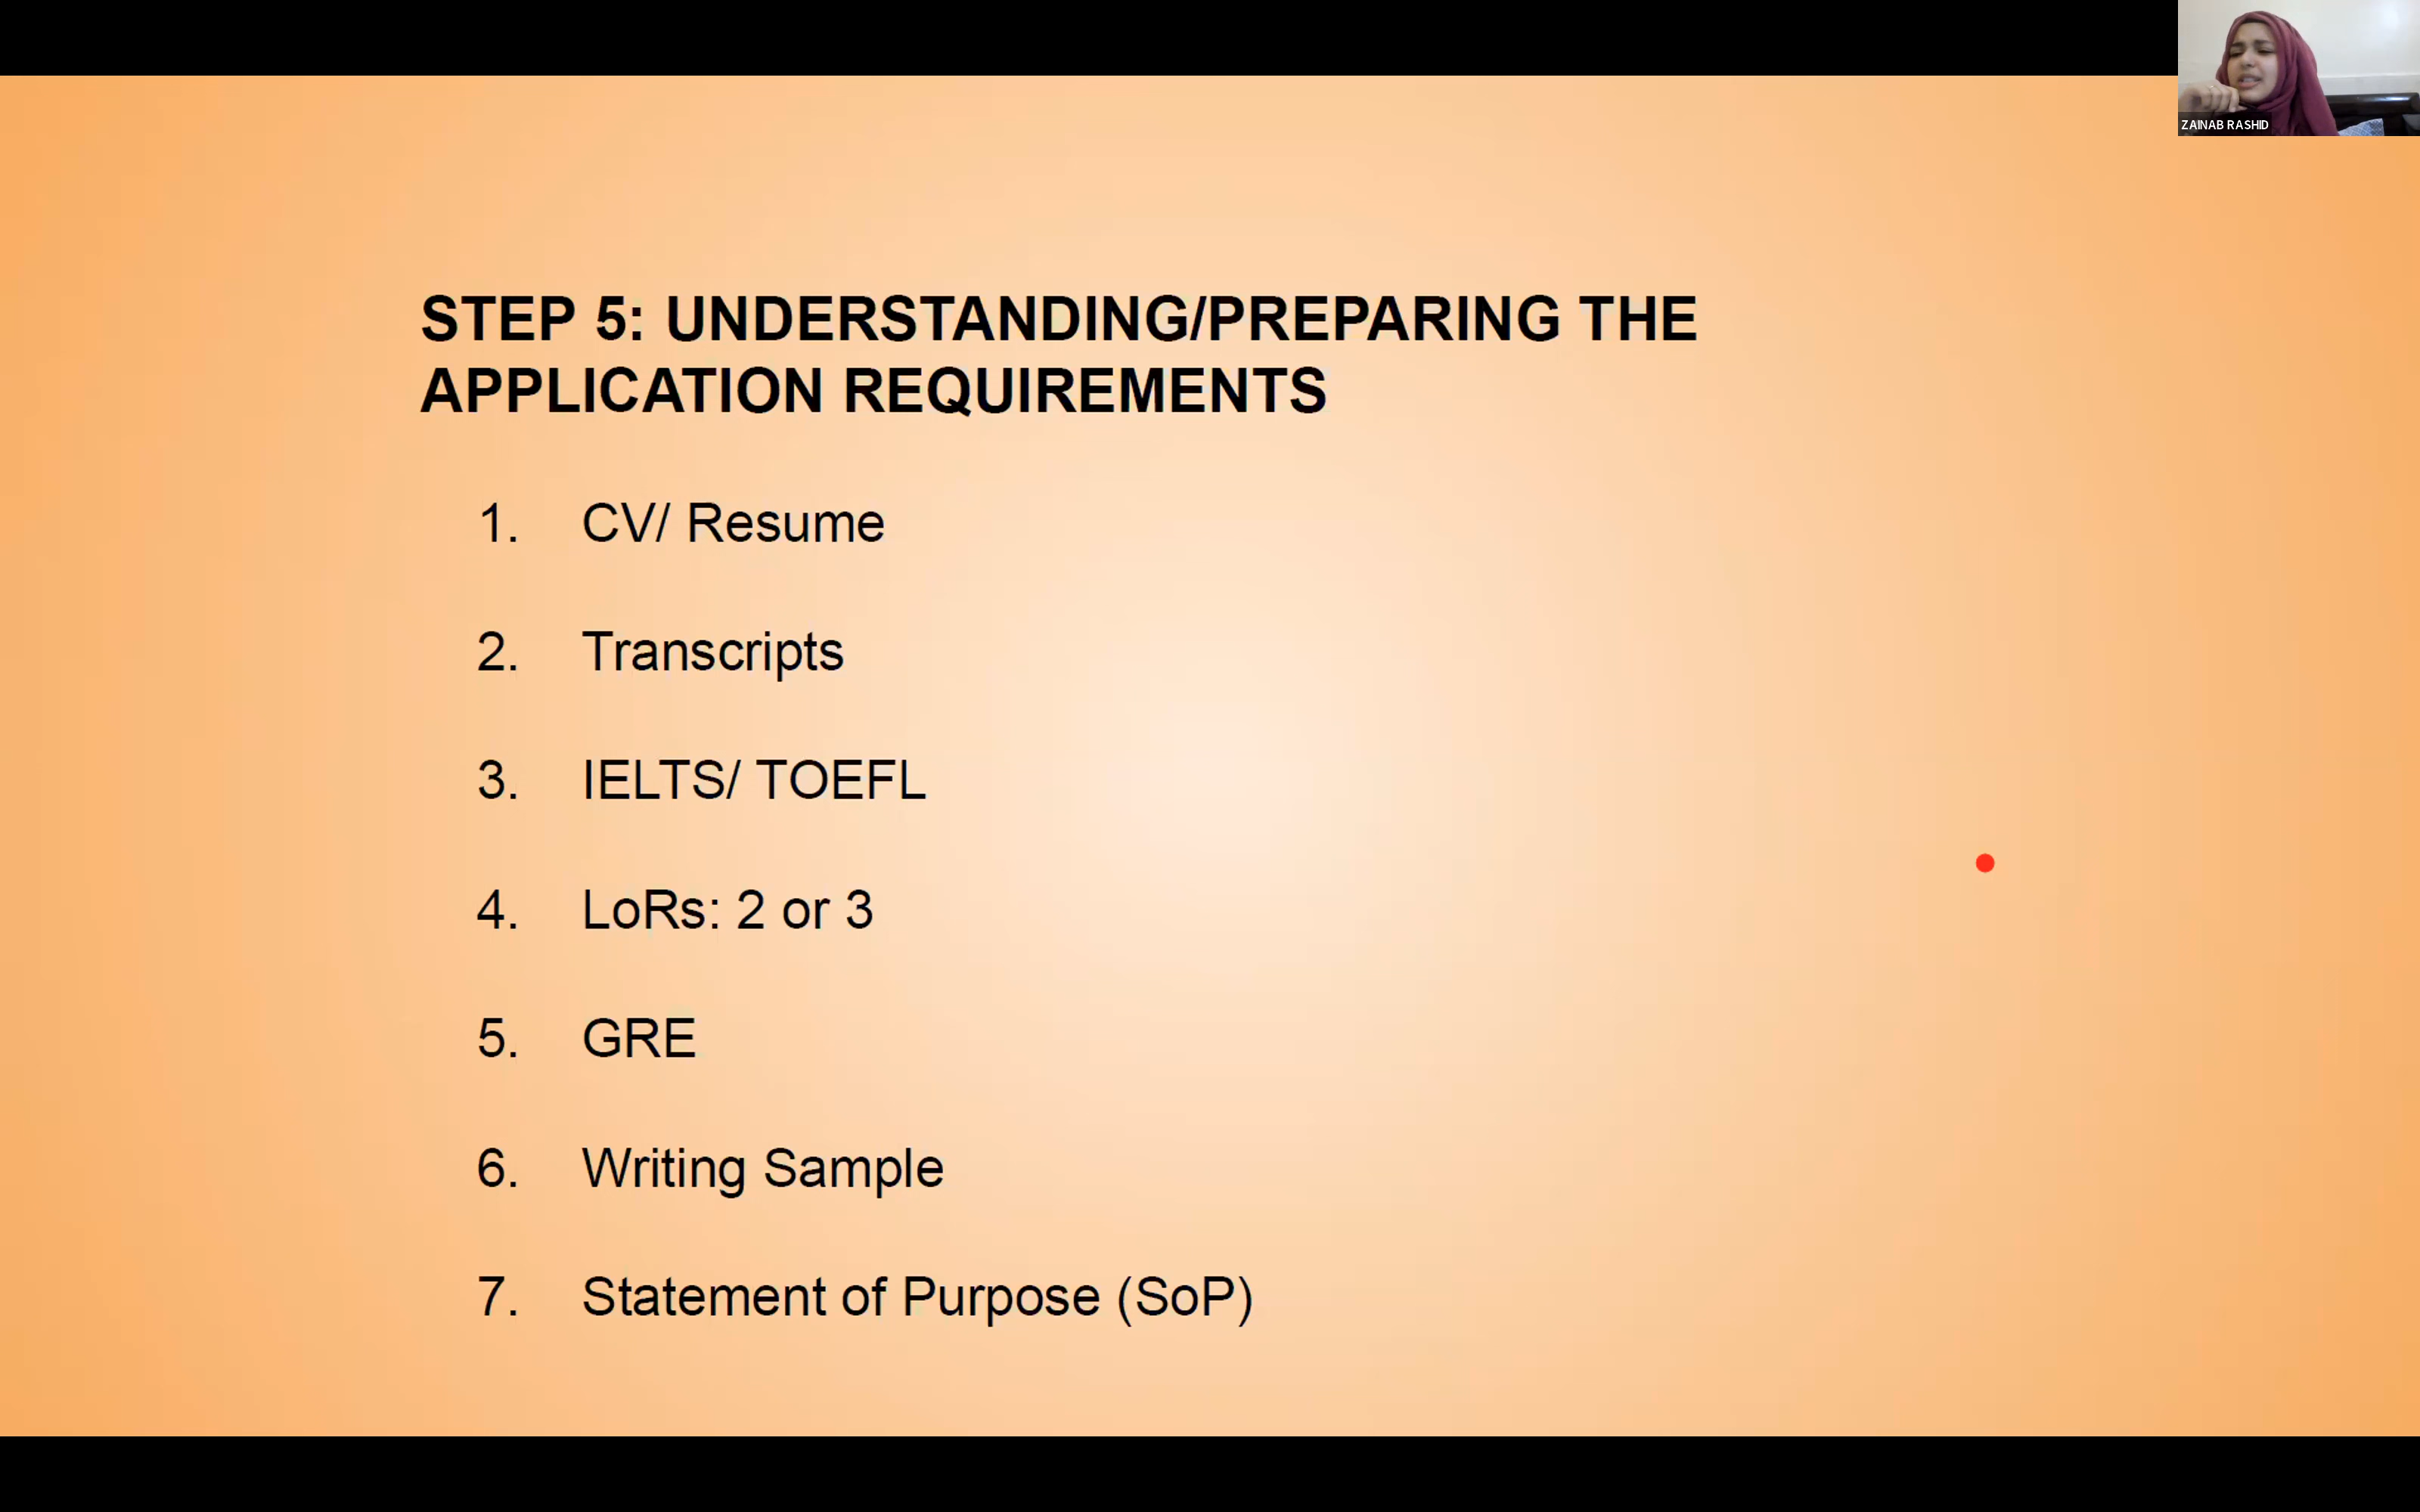 ZAINAB RASHID
STEP 5: UNDERSTANDING/PREPARING THE
APPLICATION REQUIREMENTS
1. CV/ Resume
2. Transcripts
3. IELTS/ TOEFL
4. LoRs: 2 or 3
5. GRE
6. Writing Sample
7. Statement of Purpose (SoP)